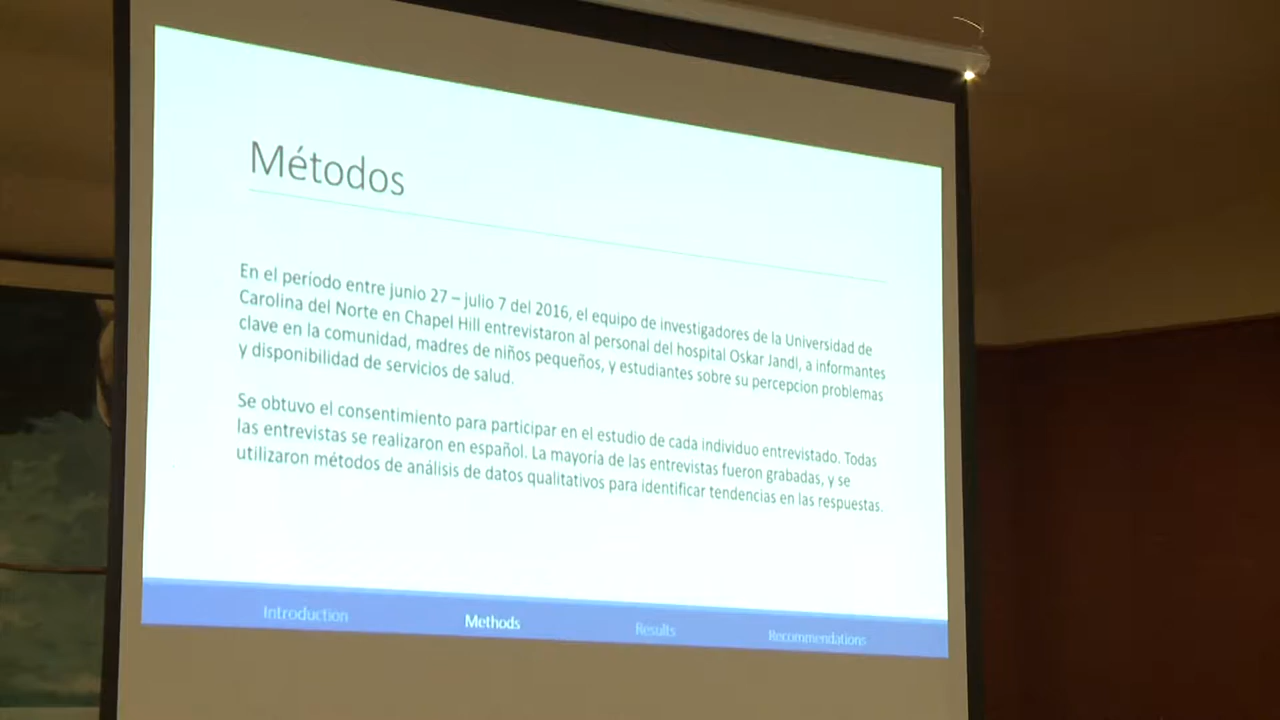 Métodos
En el período entre junio 27 – julio 7 del 2016, el equipo de investigadores de la Universidad de
Carolina del Norte en Chapel Hill entrevistaron al personal del hospital Oskar Jandl, a informantes
clave en la comunidad, madres de niños pequeños, y estudiantes sobre su percepcion problemas
y disponibilidad de servicios de salud.
Se obtuvo el consentimiento para participar en el estudio de cada individuo entrevistado. Todas
las entrevistas se realizaron en español. La mayoría de las entrevistas fueron grabadas, y se
utilizaron métodos de análisis de datos qualitativos para identificar tendencias en las respuestas.
Introduction Methods Results Recommendations